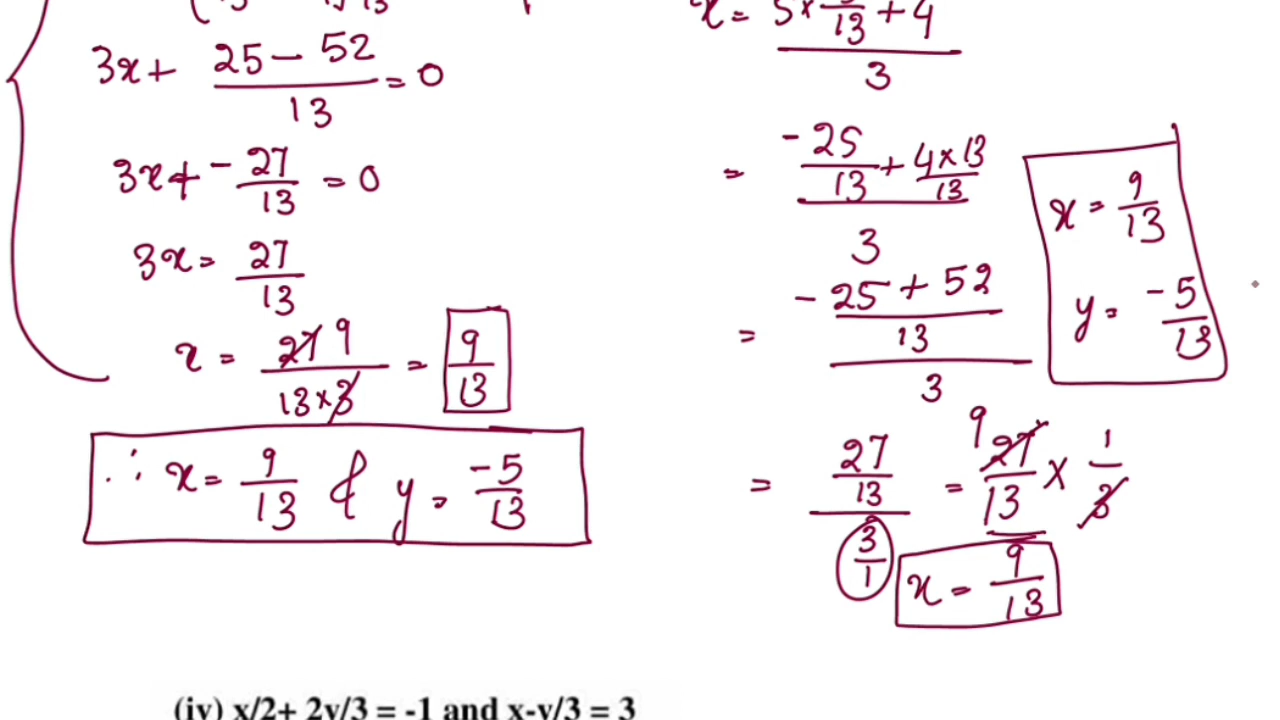 3x + 25 - 52 / 13 = 0
3x + - 27 / 13 = 0
3x = 27 / 13
x = 27 9 / 13 × 3 = 9 / 13
∴ x = 9 / 13 & y = -5 / 13
x = 5 × 5 / 13 + 4 / 3
= -25 / 13 + 4 × 13 / 13 / 3
= -25 + 52 / 13 / 3
= 27 / 13 / 3 / 1 = 9 27 / 13 × 1 / 3
x = 9 / 13
x = 9 / 13
y = -5 / 13
(iv) x/2+ 2y/3 = -1 and x-y/3 = 3